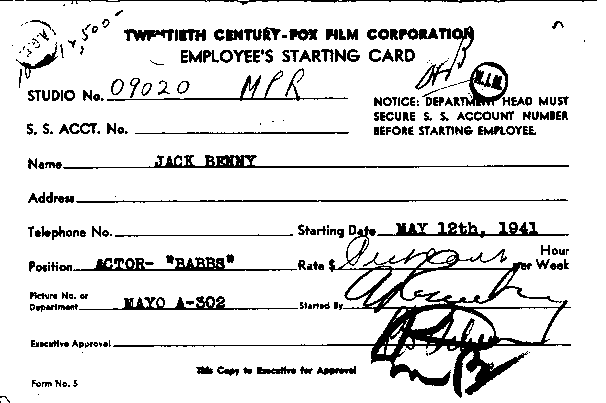 TWENTIETH CENTURY-FOX FILM CORPORATION
EMPLOYEE'S STARTING CARD
STUDIO No. 09020 MPR
NOTICE: DEPARTMENT HEAD MUST
SECURE S. S. ACCOUNT NUMBER
BEFORE STARTING EMPLOYEE.
S. S. ACCT. No.
Name JACK BENNY
Address
Telephone No. Starting Date MAY 12th, 1941
Position ACTOR- "BABBS" Rate $ Hour
per Week
Picture No. or
Department MAYO A-302 Started By
Executive Approval
This Copy to Executive for Approval
Form No. 5